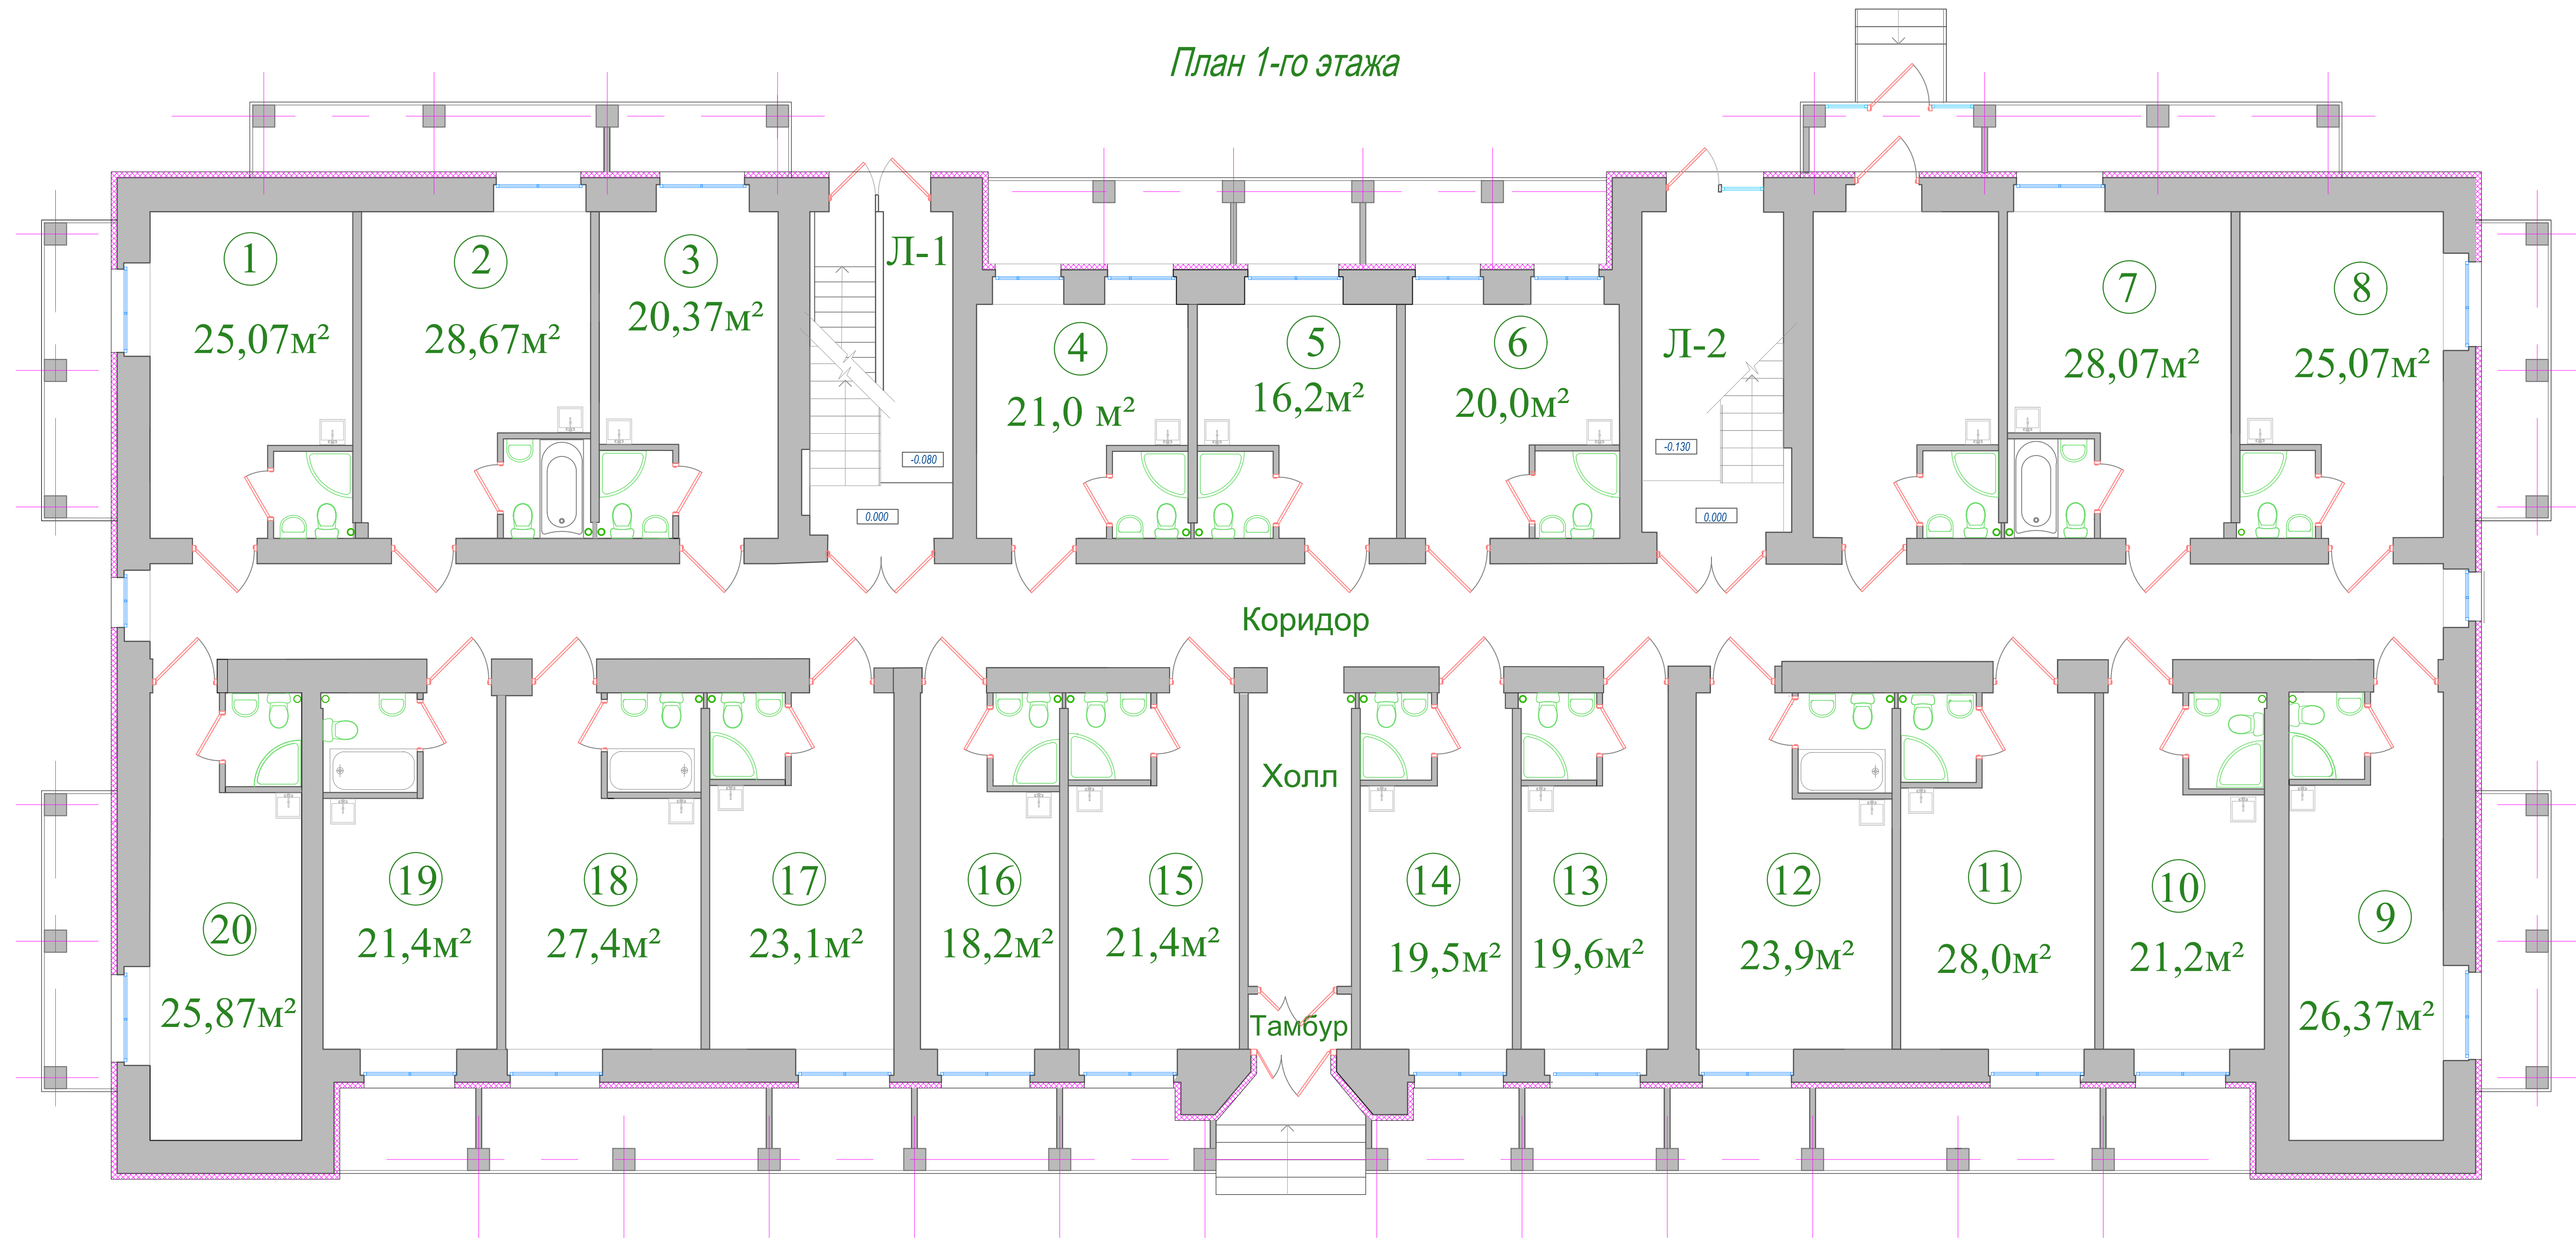 План 1-го этажа
1
25,07м²
2
28,67м²
3
20,37м²
Л-1
-0.080
0.000
4
21,0 м²
5
16,2м²
6
20,0м²
Л-2
-0.130
0.000
7
28,07м²
8
25,07м²
Коридор
Холл
Тамбур
20
25,87м²
19
21,4м²
18
27,4м²
17
23,1м²
16
18,2м²
15
21,4м²
14
19,5м²
13
19,6м²
12
23,9м²
11
28,0м²
10
21,2м²
9
26,37м²